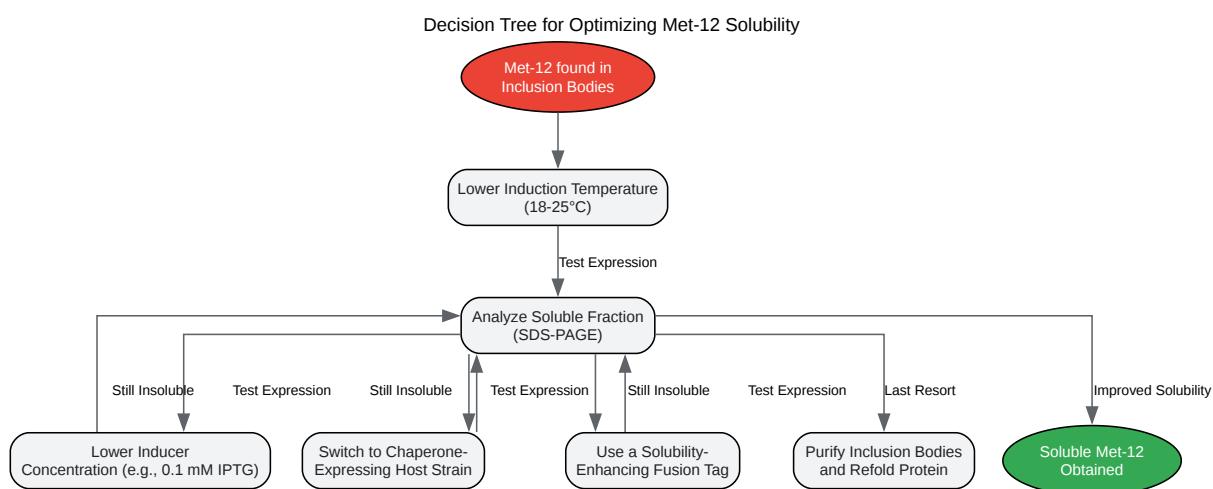 Decision Tree for Optimizing Met-12 Solubility
Met-12 found in
Inclusion Bodies
Lower Induction Temperature
(18-25°C)
Test Expression
Analyze Soluble Fraction
(SDS-PAGE)
Still Insoluble
Test Expression
Still Insoluble
Test Expression
Still Insoluble
Test Expression
Last Resort
Improved Solubility
Lower Inducer
Concentration (e.g., 0.1 mM IPTG)
Switch to Chaperone-
Expressing Host Strain
Use a Solubility-
Enhancing Fusion Tag
Purify Inclusion Bodies
and Refold Protein
Soluble Met-12
Obtained